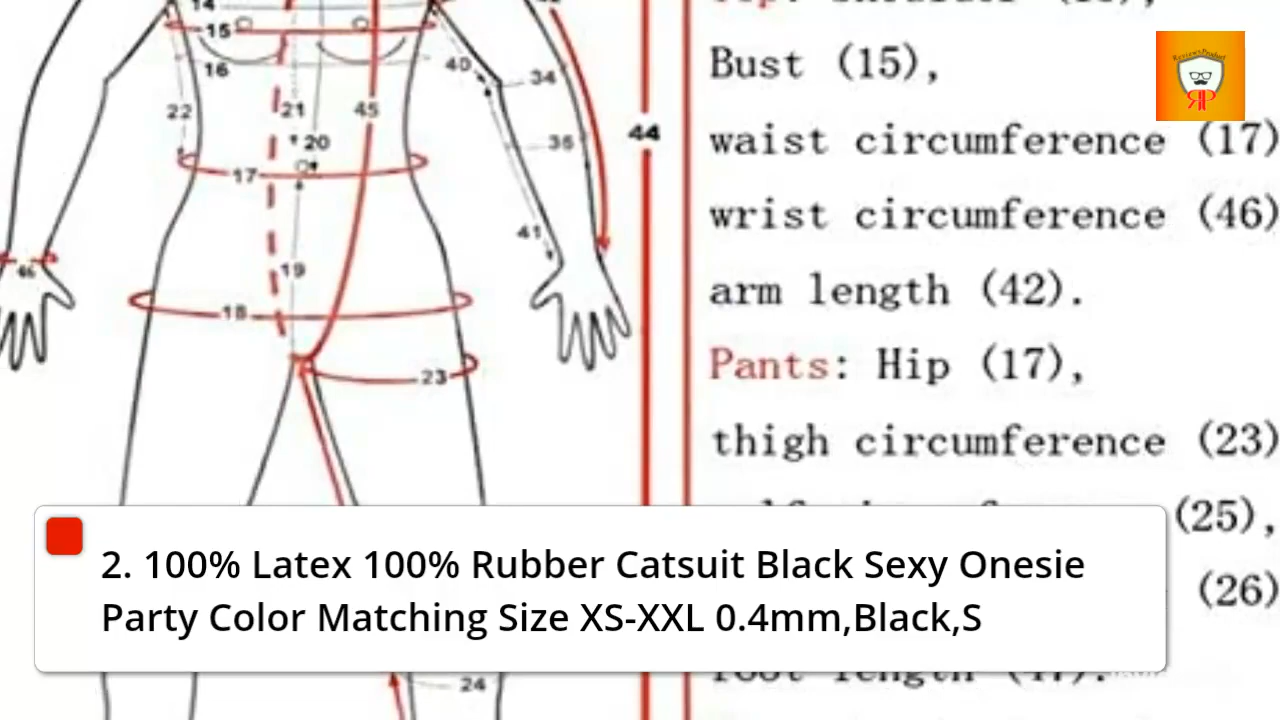 14
15
16
40
34
22
21
45
20
35
44
17
41
46
19
18
23
24
Bust (15),
waist circumference (17)
wrist circumference (46)
arm length (42).
Pants: Hip (17),
thigh circumference (23)
(25),
(26)
2. 100% Latex 100% Rubber Catsuit Black Sexy Onesie
Party Color Matching Size XS-XXL 0.4mm,Black,S